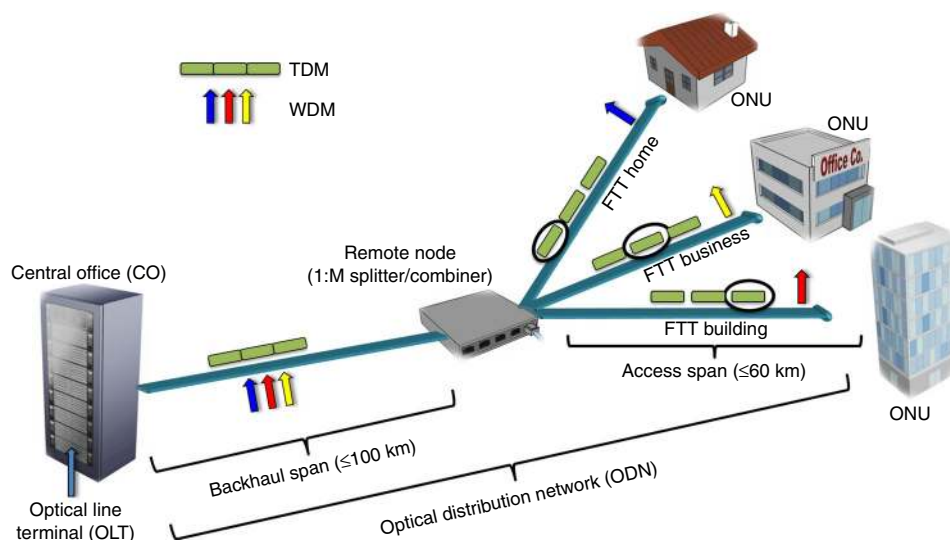 TDM
WDM
ONU
ONU
Office Co.
FTT home
FTT business
FTT building
Remote node
(1:M splitter/combiner)
Central office (CO)
Access span (≤60 km)
ONU
Backhaul span (≤100 km)
Optical distribution network (ODN)
Optical line
terminal (OLT)